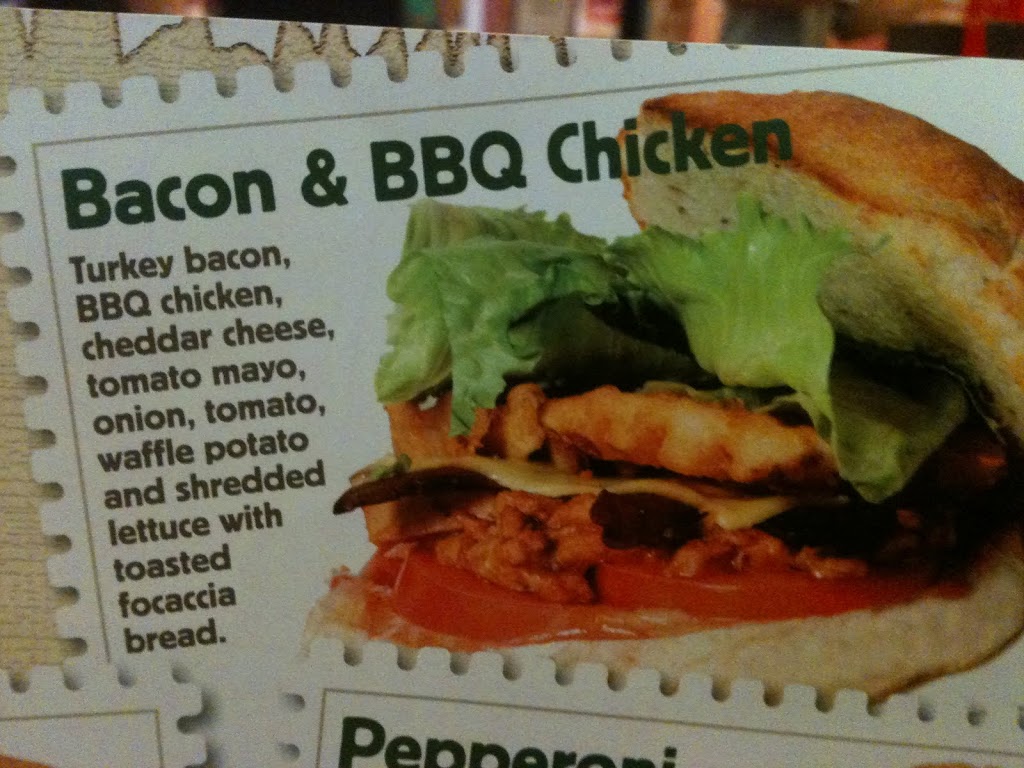 Bacon & BBQ Chicken
Turkey bacon,
BBQ chicken,
cheddar cheese,
tomato mayo,
onion, tomato,
waffle potato
and shredded
lettuce with
toasted
focaccia
bread.
Pepperoni